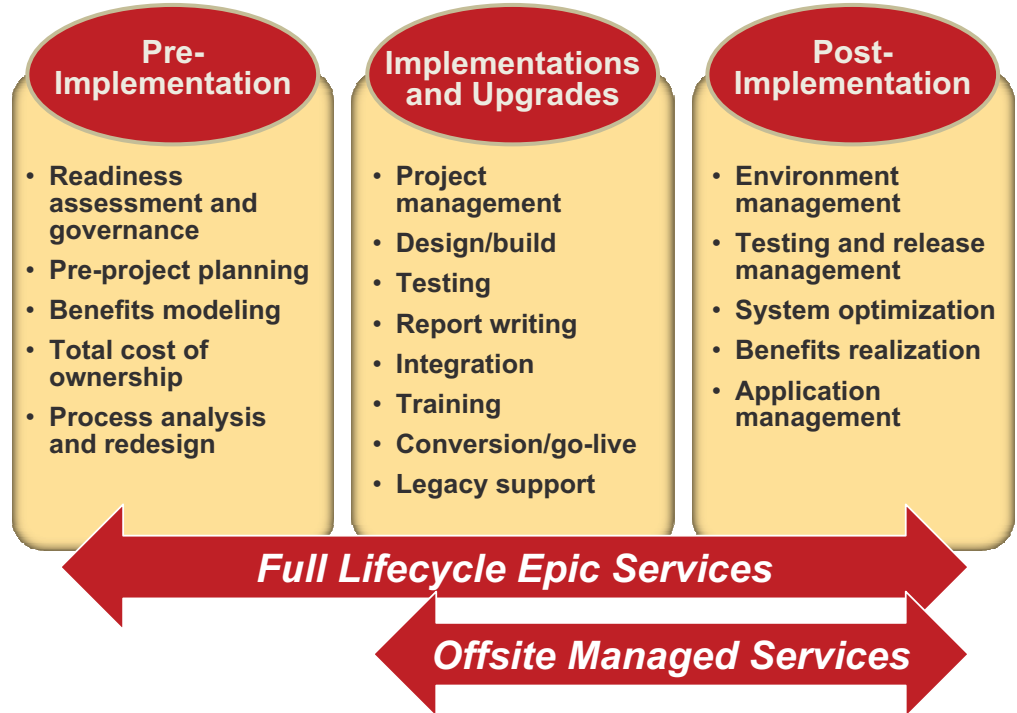 Pre-
Implementation
• Readiness
assessment and
governance
• Pre-project planning
• Benefits modeling
• Total cost of
ownership
• Process analysis
and redesign
Implementations
and Upgrades
• Project
management
• Design/build
• Testing
• Report writing
• Integration
• Training
• Conversion/go-live
• Legacy support
Post-
Implementation
• Environment
management
• Testing and release
management
• System optimization
• Benefits realization
• Application
management
Full Lifecycle Epic Services
Offsite Managed Services